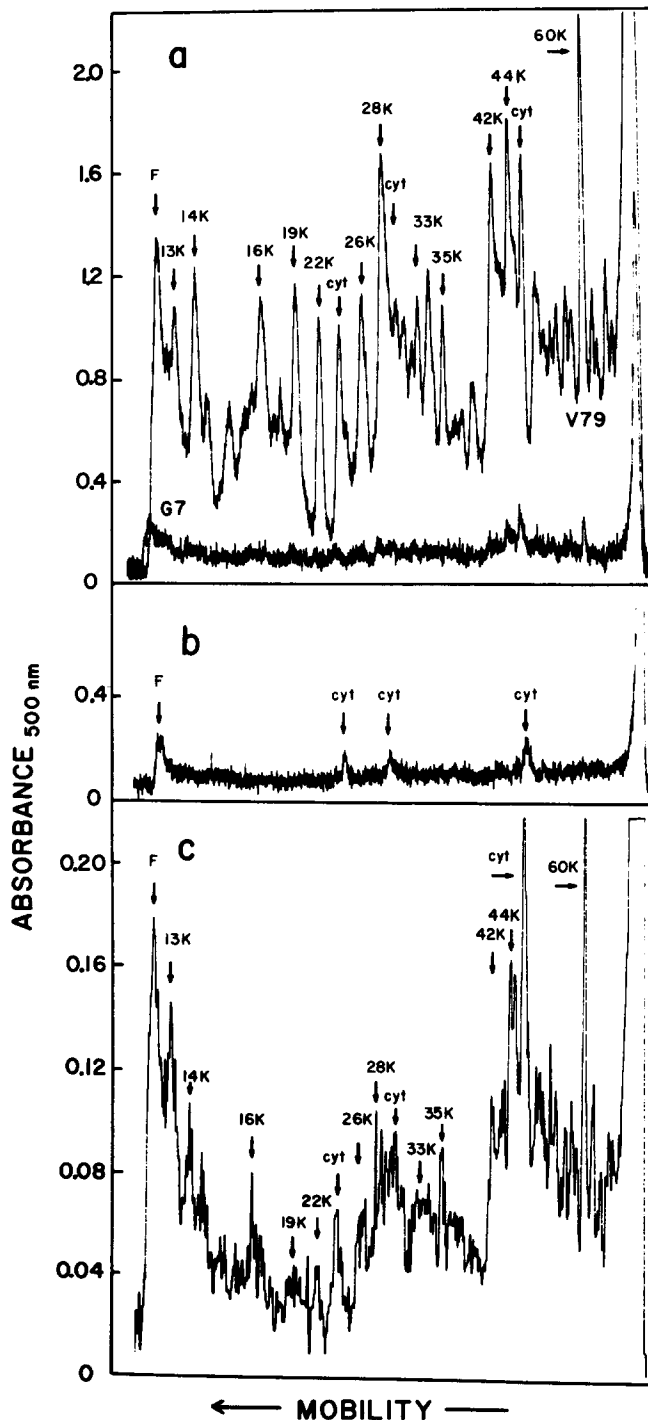 a
60K
2.0
44K
28K
42K
cyt
1.6
F
cyt
14K
19K
33K
13K
16K
22K
cyt
26K
35K
1.2
0.8
V79
0.4
G7
0
b
F
cyt
cyt
cyt
0.4
0
c
0.20
F
cyt
60K
44K
13K
42K
0.16
0.12
14K
28K
16K
26K
cyt
35K
33K
0.08
cyt
19K
22K
0.04
0
ABSORBANCE 500 nm
MOBILITY